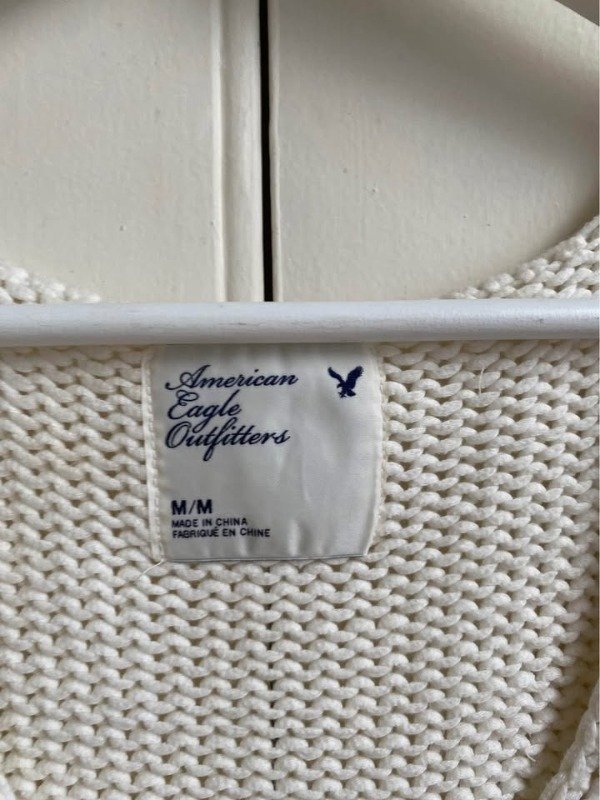 American
Eagle
Outfitters
M/M
MADE IN CHINA
FABRIQUÉ EN CHINE